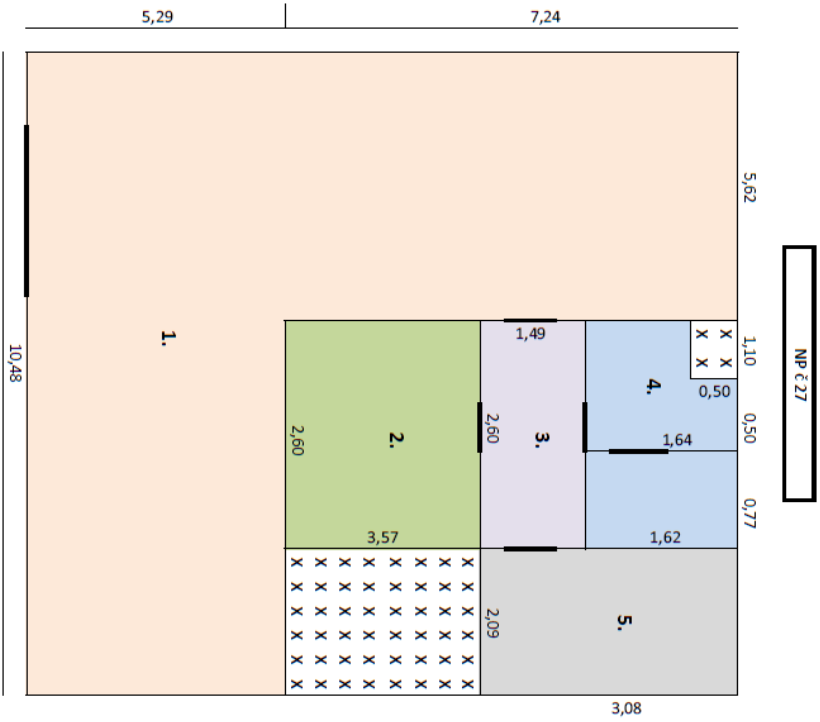 5,29
7,24
5,62
NP č 27
1.
10,48
1,49
X X
X X
1,10
0,50
4.
0,50
2,60
2.
2,60
3.
1,64
0,77
3,57
1,62
X X X X X X X X
X X X X X X X X
X X X X X X X X
X X X X X X X X
X X X X X X X X
X X X X X X X X
2,09
5.
3,08